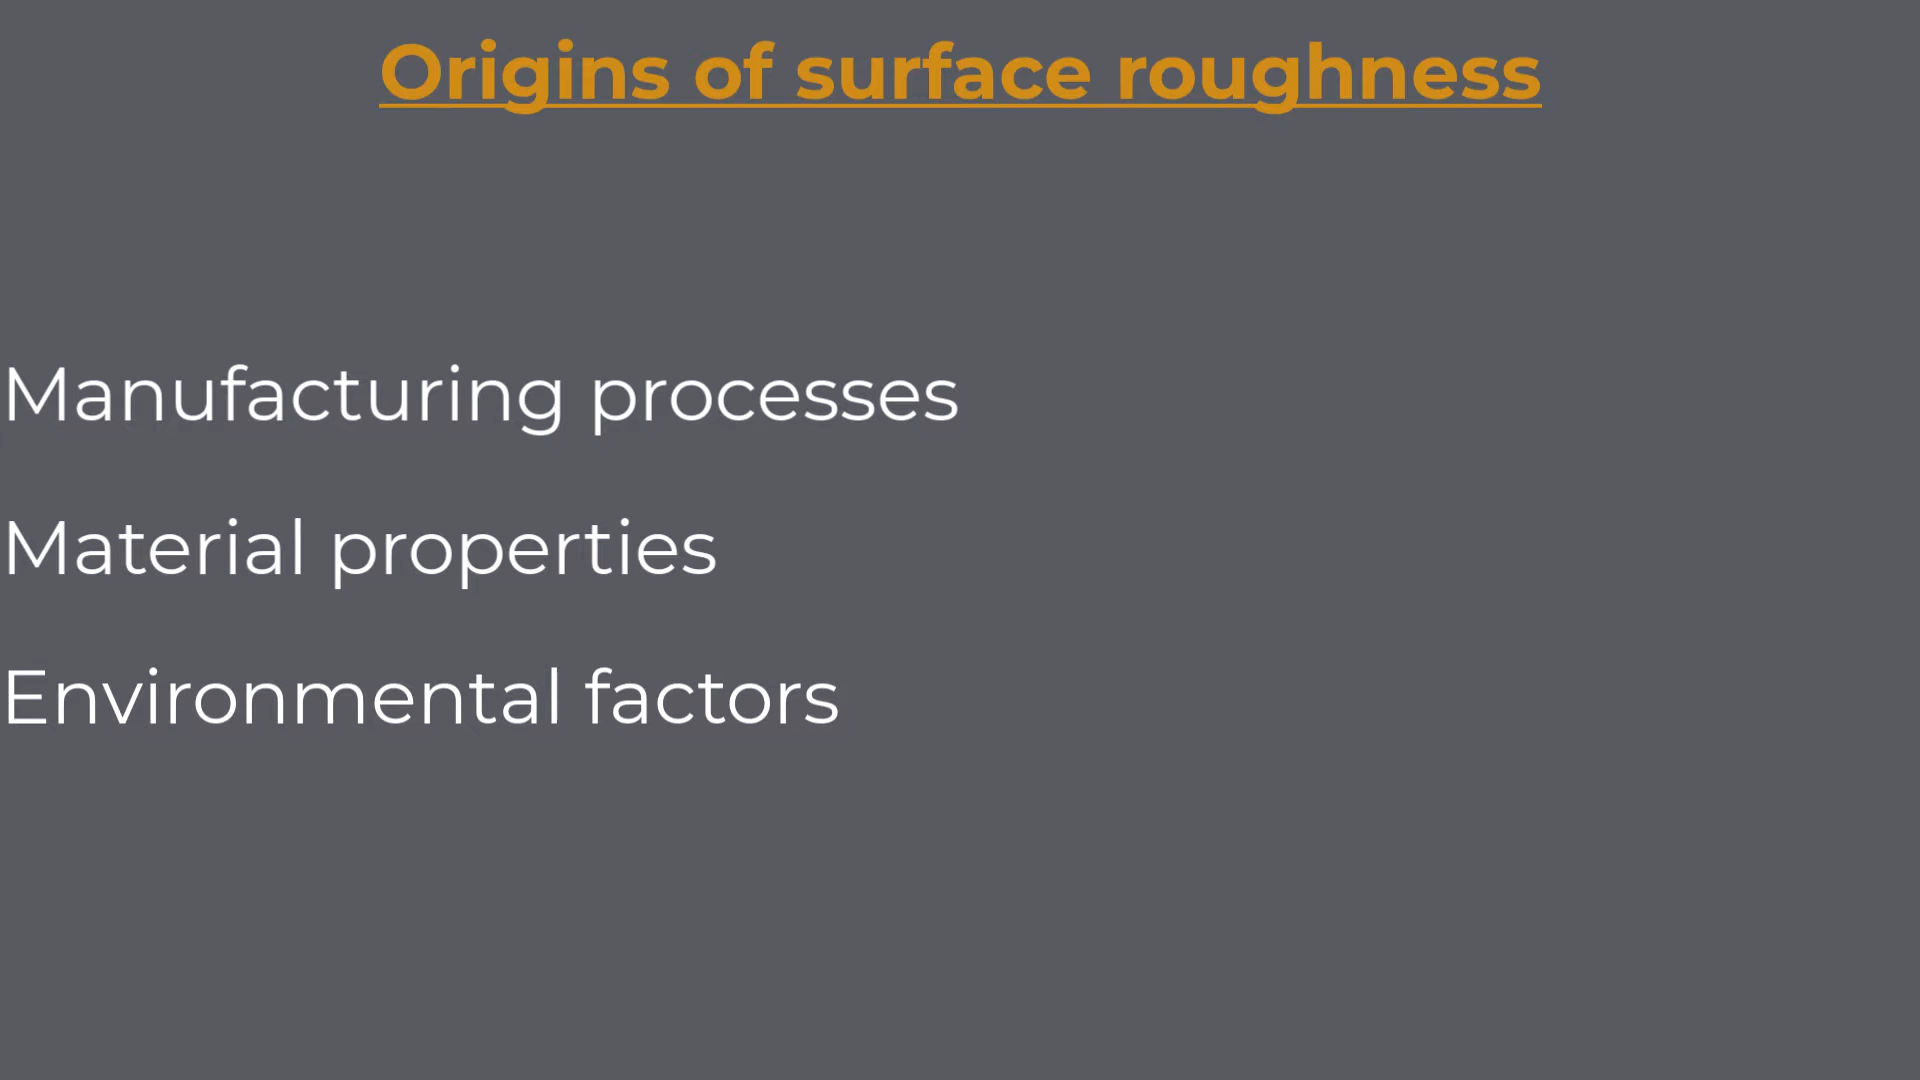 Origins of surface roughness
Manufacturing processes
Material properties
Environmental factors